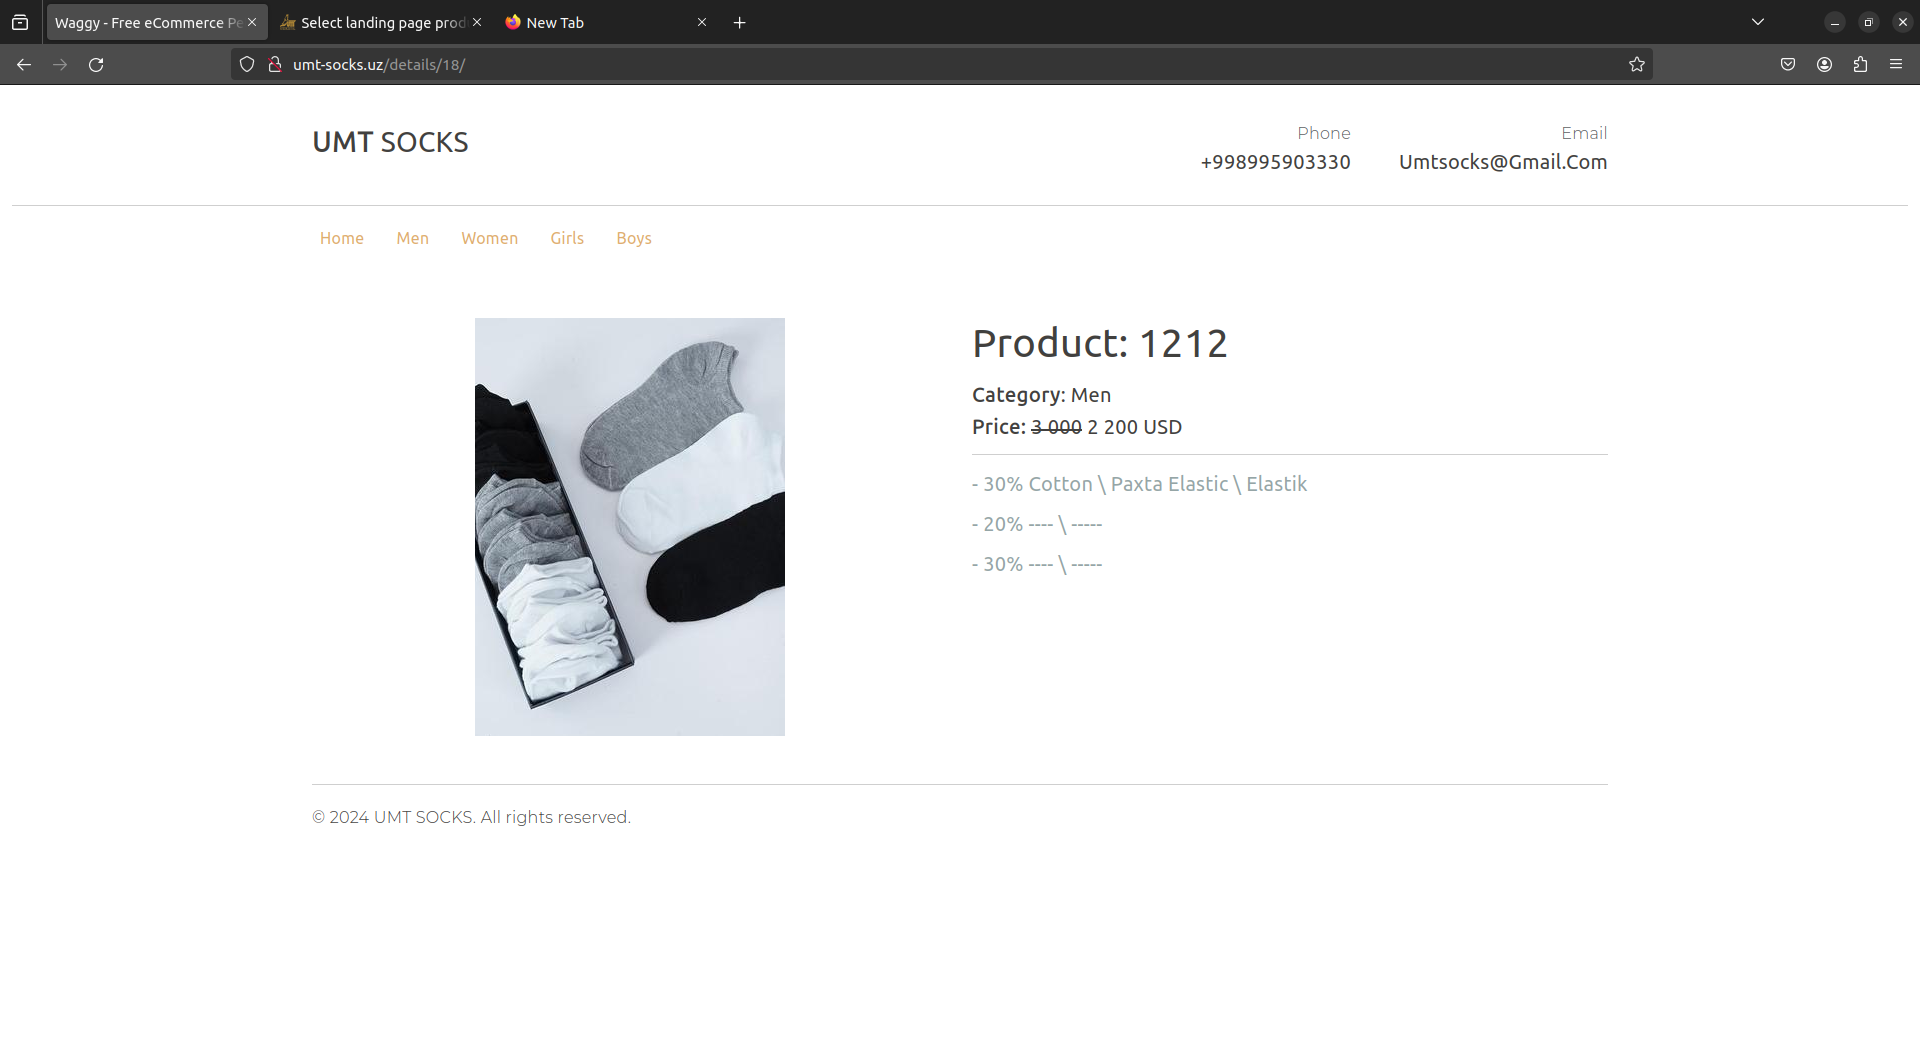 Waggy - Free eCommerce Pe
Select landing page prod
New Tab
umt-socks.uz/details/18/
UMT SOCKS
Phone
+998995903330
Email
Umtsocks@Gmail.Com
Home
Men
Women
Girls
Boys
Product: 1212
Category: Men
Price: 3 000 2 200 USD
- 30% Cotton \ Paxta Elastic \ Elastik
- 20% ---- \ -----
- 30% ---- \ -----
© 2024 UMT SOCKS. All rights reserved.